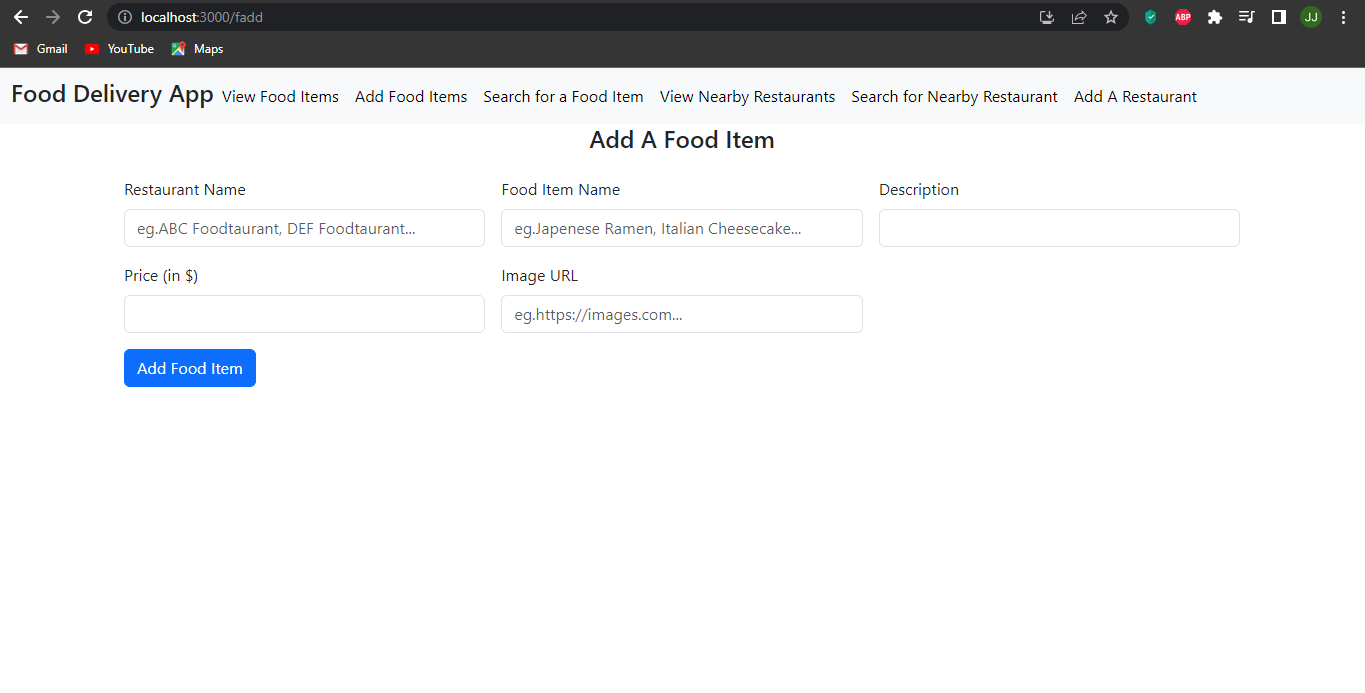 localhost:3000/fadd
ABP
JJ
Gmail YouTube Maps
Food Delivery App View Food Items Add Food Items Search for a Food Item View Nearby Restaurants Search for Nearby Restaurant Add A Restaurant
Add A Food Item
Restaurant Name Food Item Name Description
eg.ABC Foodtaurant, DEF Foodtaurant... eg.Japenese Ramen, Italian Cheesecake...
Price (in $) Image URL
eg.https://images.com...
Add Food Item